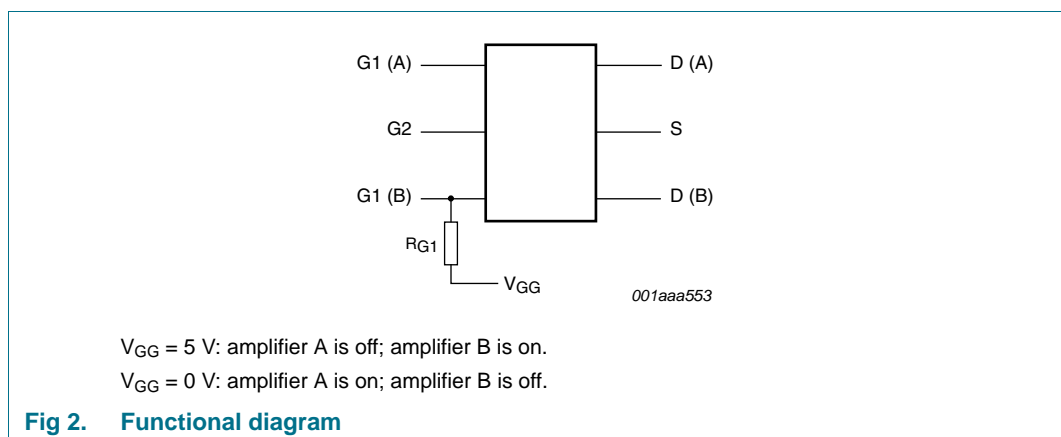 G1 (A)
D (A)
G2
S
G1 (B)
D (B)
RG1
VGG
001aaa553
VGG = 5 V: amplifier A is off; amplifier B is on.
VGG = 0 V: amplifier A is on; amplifier B is off.
Fig 2. Functional diagram